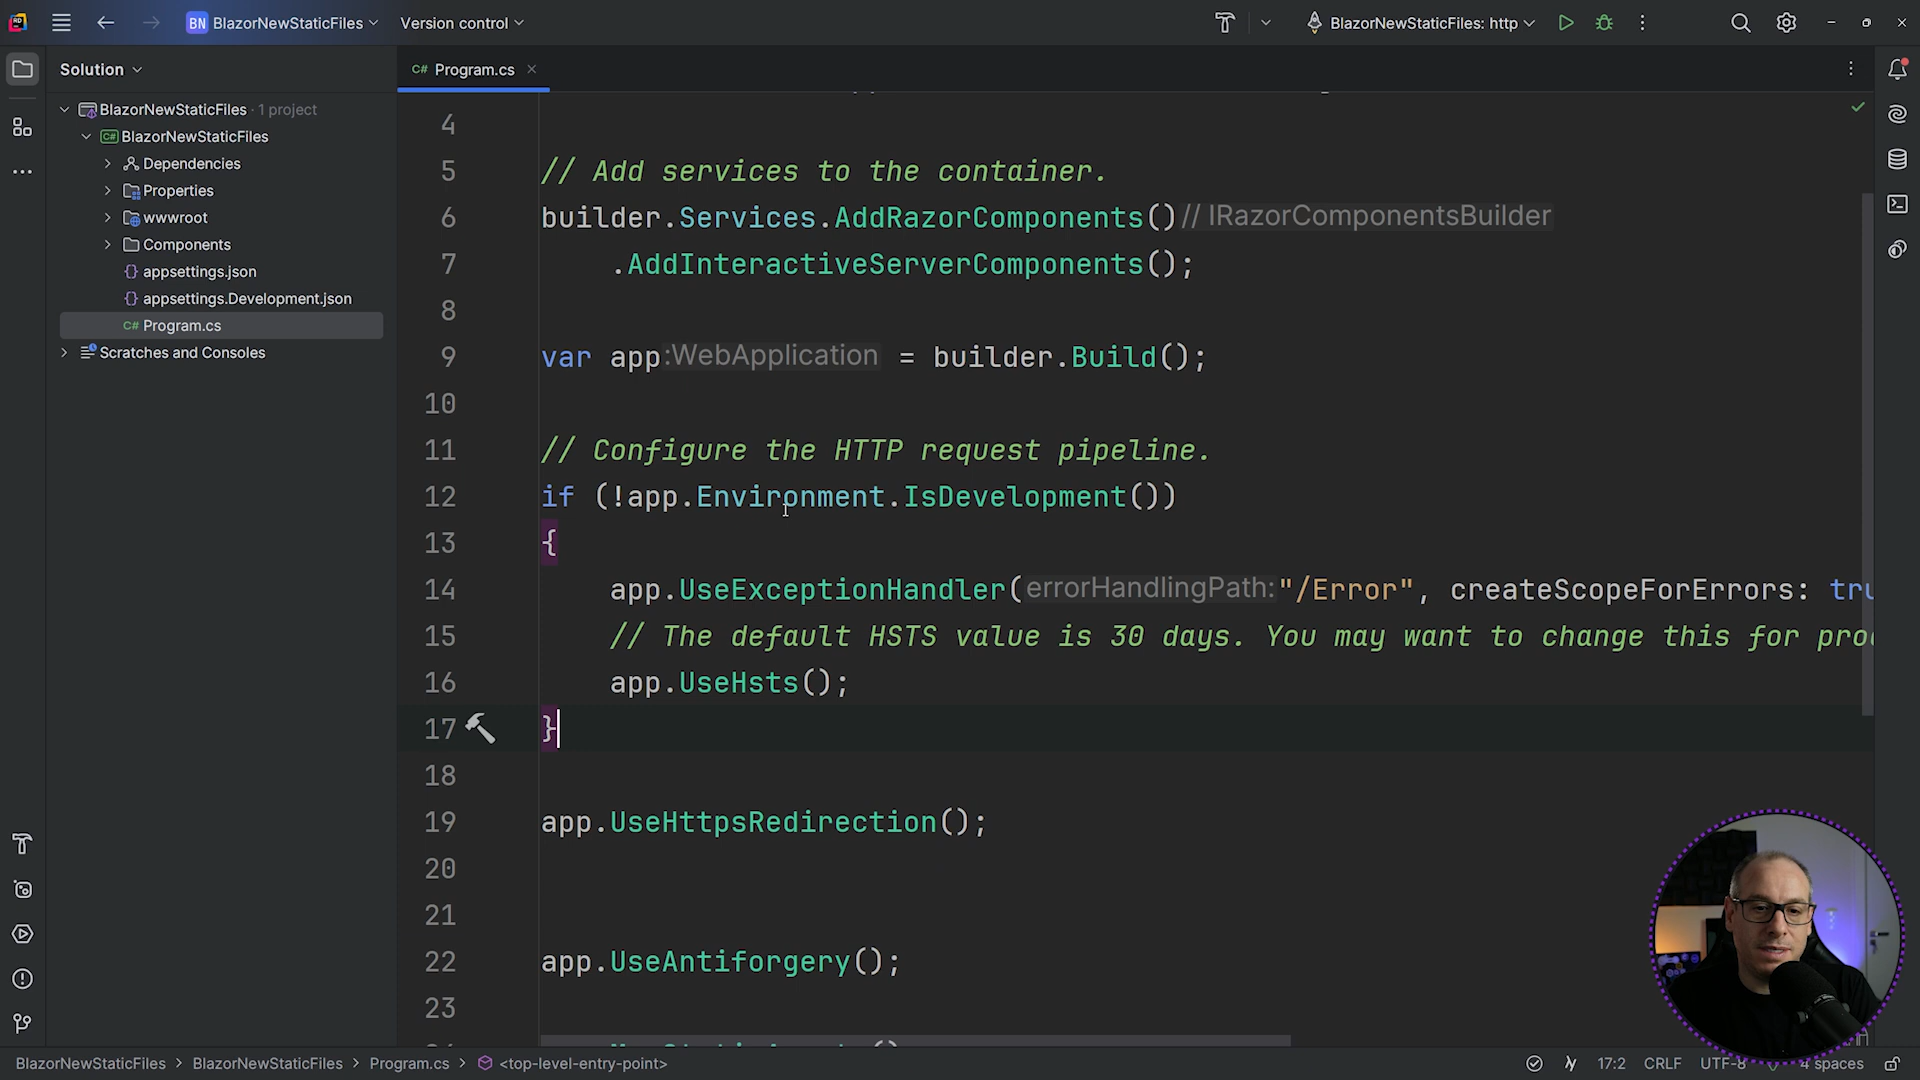 BN BlazorNewStaticFiles
Version control
BlazorNewStaticFiles: http
Solution
C# Program.cs
BlazorNewStaticFiles · 1 project
C# BlazorNewStaticFiles
Dependencies
Properties
wwwroot
Components
{} appsettings.json
{} appsettings.Development.json
C# Program.cs
Scratches and Consoles
4
5 // Add services to the container.
6 builder.Services.AddRazorComponents() // IRazorComponentsBuilder
7 .AddInteractiveServerComponents();
8
9 var app :WebApplication = builder.Build();
10
11 // Configure the HTTP request pipeline.
12 if (!app.Environment.IsDevelopment())
13 {
14 app.UseExceptionHandler( errorHandlingPath: "/Error", createScopeForErrors: tru
15 // The default HSTS value is 30 days. You may want to change this for pro
16 app.UseHsts();
17 }
18
19 app.UseHttpsRedirection();
20
21
22 app.UseAntiforgery();
23
BlazorNewStaticFiles > BlazorNewStaticFiles > Program.cs > <top-level-entry-point>
17:2 CRLF UTF-8 4 spaces